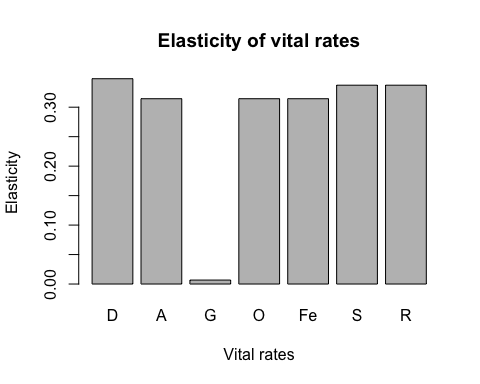 Elasticity of vital rates
Elasticity
0.30
0.20
0.10
0.00
D A G O Fe S R
Vital rates